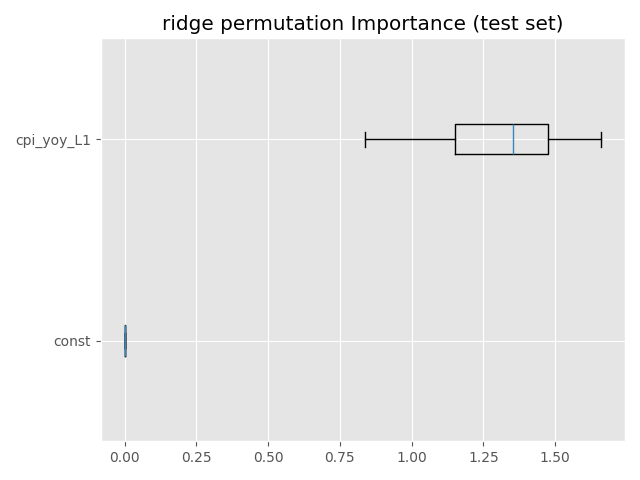 ridge permutation Importance (test set)
cpi_yoy_L1
const
0.00 0.25 0.50 0.75 1.00 1.25 1.50